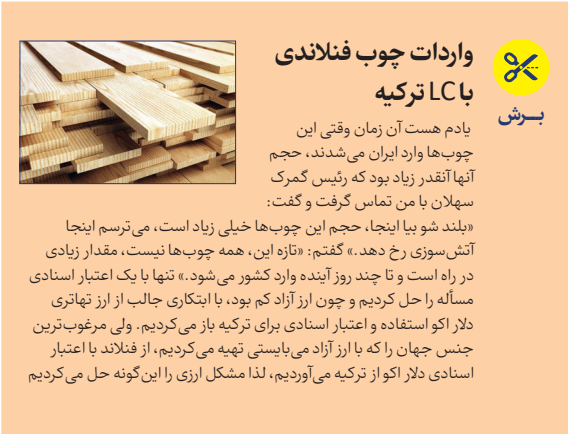 واردات چوب فنلاندی
با LC ترکیه
بــرش
یادم هست آن زمان وقتی این
چوب‌ها وارد ایران می‌شدند، حجم
آنها آنقدر زیاد بود که رئیس گمرک
سهلان با من تماس گرفت و گفت:
«بلند شو بیا اینجا، حجم این چوب‌ها خیلی زیاد است، می‌ترسم اینجا
آتش‌سوزی رخ دهد.» گفتم: «تازه این، همه چوب‌ها نیست، مقدار زیادی
در راه است و تا چند روز آینده وارد کشور می‌شود.» تنها با یک اعتبار اسنادی
مسأله را حل کردیم و چون ارز آزاد کم بود، با ابتکاری جالب از ارز تهاتری
دلار اکو استفاده و اعتبار اسنادی برای ترکیه باز می‌کردیم. ولی مرغوب‌ترین
جنس جهان را که با ارز آزاد می‌بایستی تهیه می‌کردیم، از فنلاند با اعتبار
اسنادی دلار اکو از ترکیه می‌آوردیم، لذا مشکل ارزی را این‌گونه حل می‌کردیم